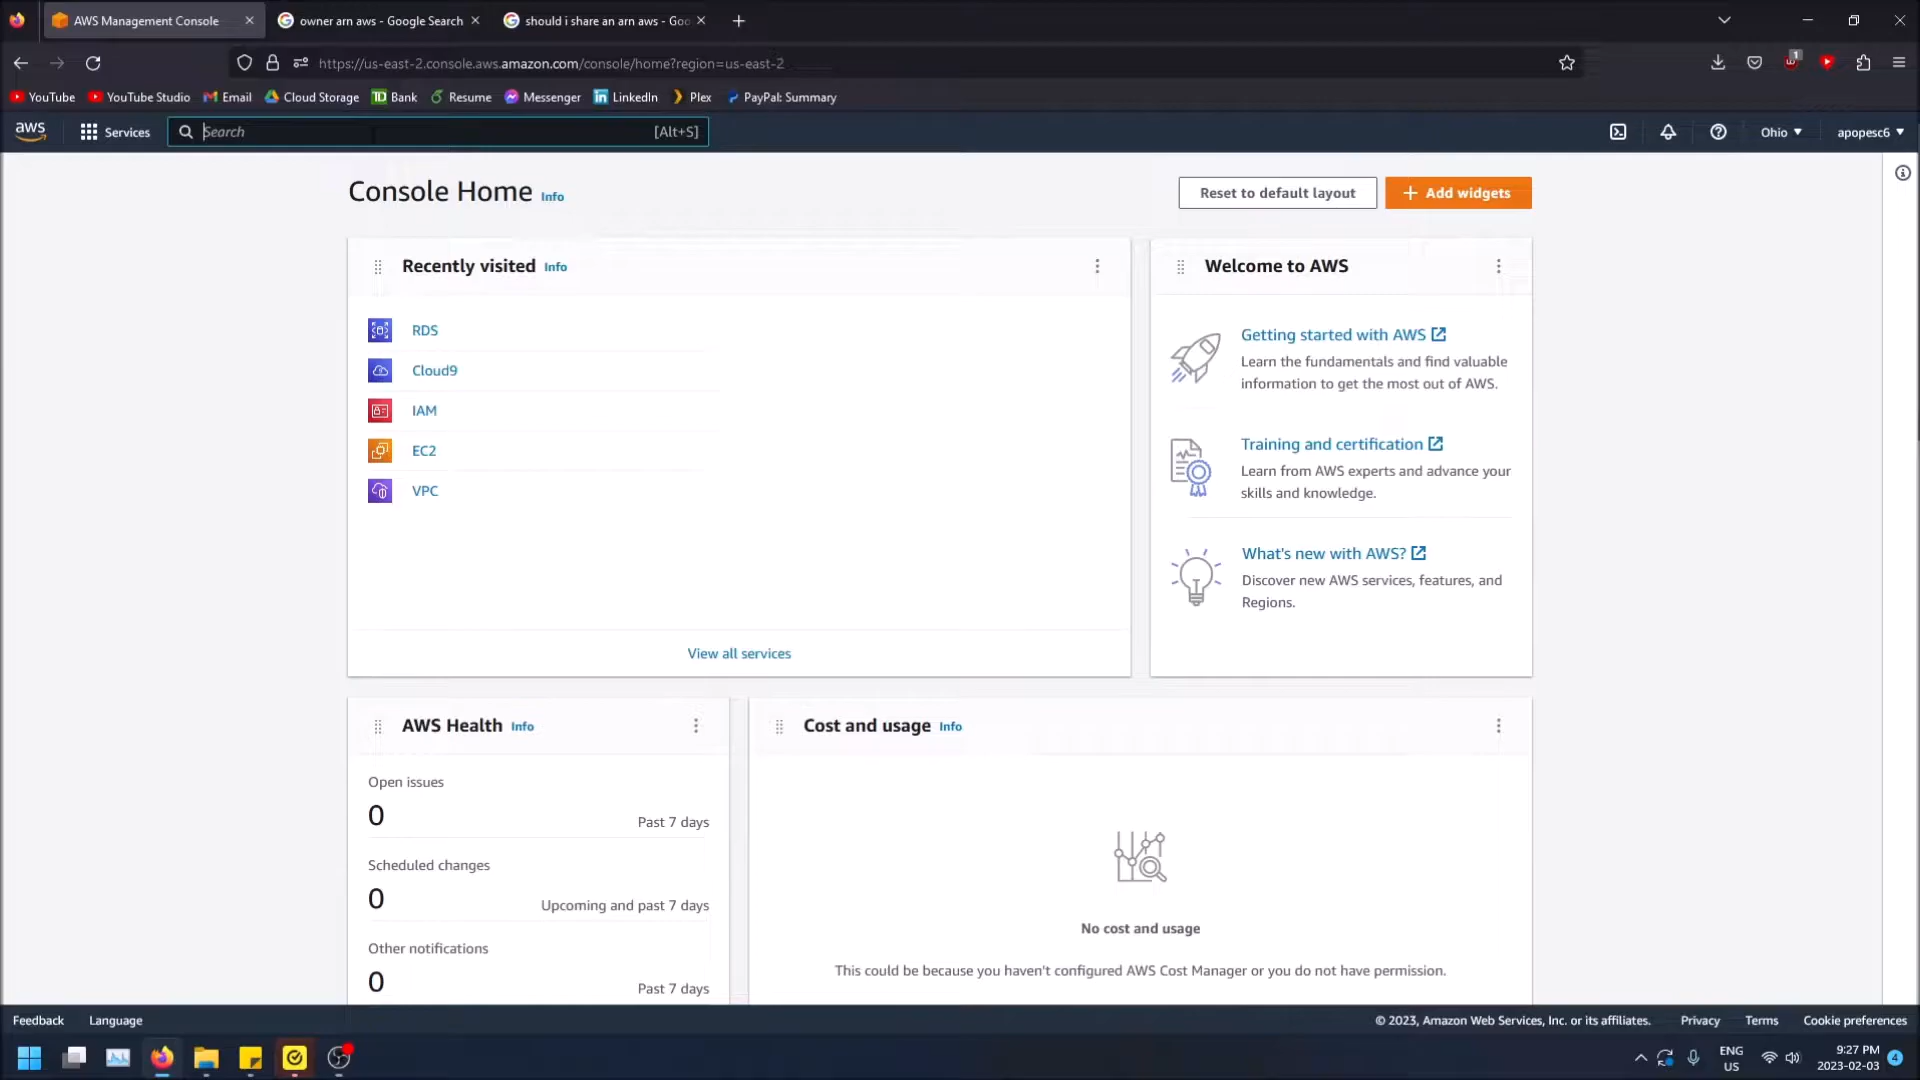 AWS Management Console
owner arn aws - Google Search
should i share an arn aws - Goo
https://us-east-2.console.aws.amazon.com/console/home?region=us-east-2
1
YouTube
YouTube Studio
Email
Cloud Storage
TD Bank
Resume
Messenger
LinkedIn
Plex
PayPal: Summary
aws
Services
Search
[Alt+S]
Ohio
apopesc6
Console Home
Info
Reset to default layout
Add widgets
Recently visited
Info
RDS
Cloud9
IAM
EC2
VPC
View all services
Welcome to AWS
Getting started with AWS
Learn the fundamentals and find valuable
information to get the most out of AWS.
Training and certification
Learn from AWS experts and advance your
skills and knowledge.
What's new with AWS?
Discover new AWS services, features, and
Regions.
AWS Health
Info
Open issues
0
Past 7 days
Scheduled changes
0
Upcoming and past 7 days
Other notifications
0
Past 7 days
Cost and usage
Info
No cost and usage
This could be because you haven't configured AWS Cost Manager or you do not have permission.
Feedback
Language
© 2023, Amazon Web Services, Inc. or its affiliates.
Privacy
Terms
Cookie preferences
ENG
US
9:27 PM
2023-02-03
4